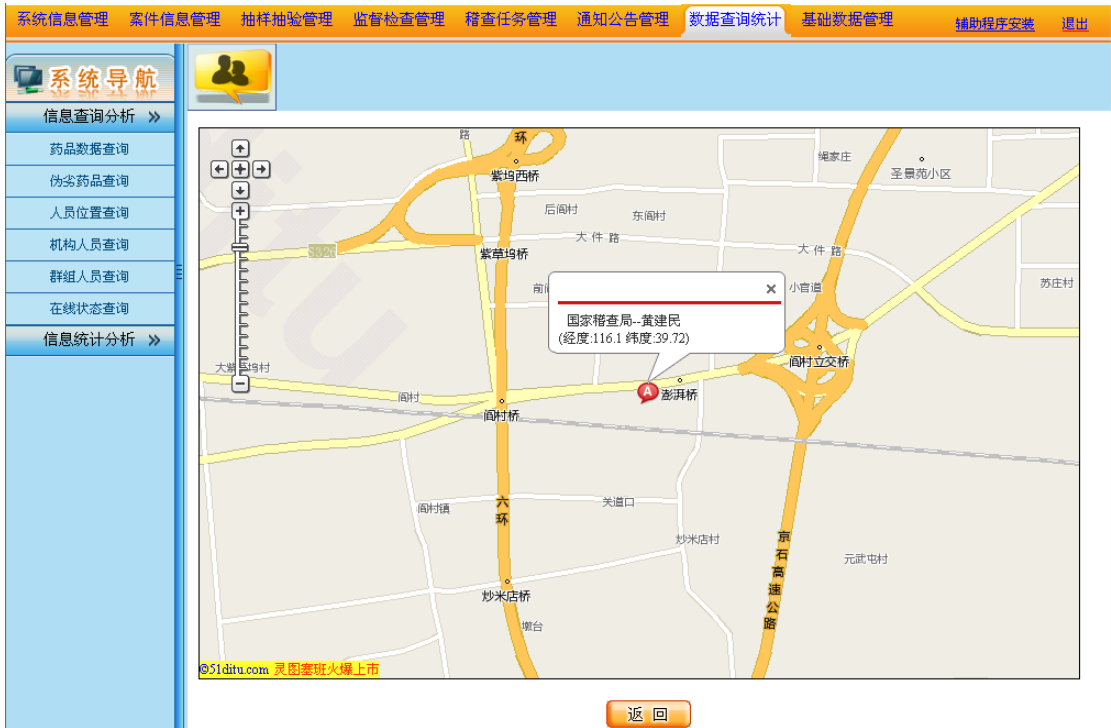 系统信息管理 案件信息管理 抽样抽验管理 监督检查管理 稽查任务管理 通知公告管理 数据查询统计 基础数据管理 辅助程序安装 退出
系统导航
信息查询分析 »
药品数据查询
伪劣药品查询
人员位置查询
机构人员查询
群组人员查询
在线状态查询
信息统计分析 »
路
环
紫坞西桥
绳家庄
圣景苑小区
后阎村
东阎村
大件路
大件路
S326
紫草坞桥
前
小官道
苏庄村
国家稽查局--黄建民
(经度:116.1 纬度:39.72)
阎村立交桥
大紫草坞村
A
澎湃桥
阎村
阎村桥
六环
阎村镇
关道口
炒米店村
京石高速公路
元武屯村
炒米店桥
墩台
©51ditu.com 灵图塞班火爆上市
返回